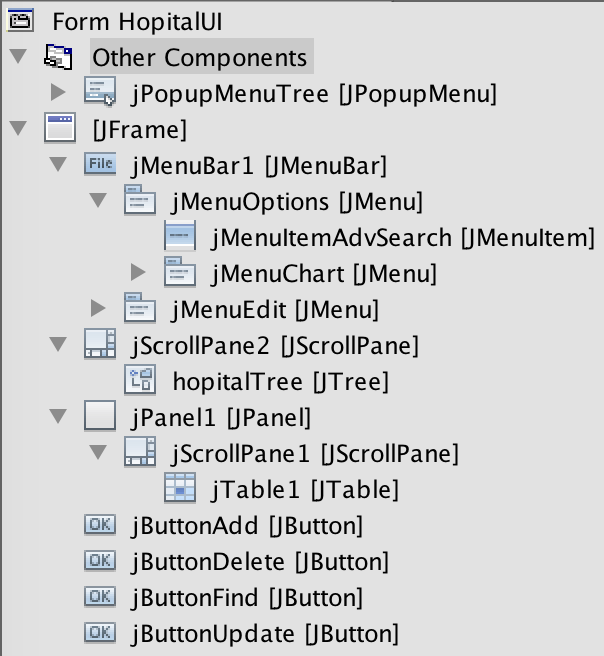 Form HopitalUI
Other Components
jPopupMenuTree [JPopupMenu]
[JFrame]
File jMenuBar1 [JMenuBar]
jMenuOptions [JMenu]
jMenuItemAdvSearch [JMenuItem]
jMenuChart [JMenu]
jMenuEdit [JMenu]
jScrollPane2 [JScrollPane]
hopitalTree [JTree]
jPanel1 [JPanel]
jScrollPane1 [JScrollPane]
jTable1 [JTable]
OK jButtonAdd [JButton]
OK jButtonDelete [JButton]
OK jButtonFind [JButton]
OK jButtonUpdate [JButton]